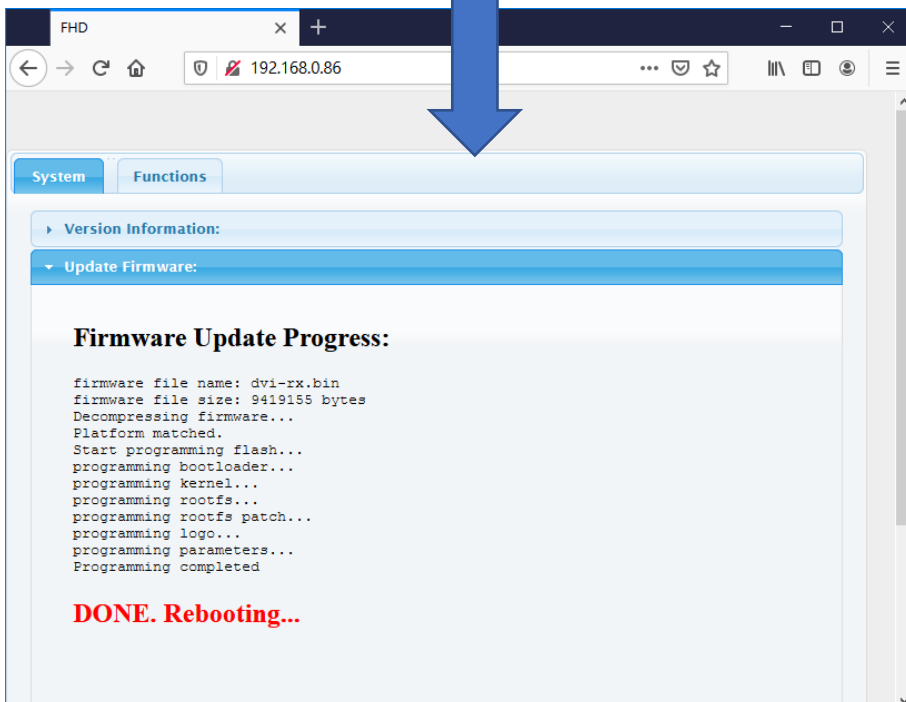 FHD
192.168.0.86
System
Functions
Version Information:
Update Firmware:
Firmware Update Progress:
firmware file name: dvi-rx.bin
firmware file size: 9419155 bytes
Decompressing firmware...
Platform matched.
Start programming flash...
programming bootloader...
programming kernel...
programming rootfs...
programming rootfs patch...
programming logo...
programming parameters...
Programming completed
DONE. Rebooting...